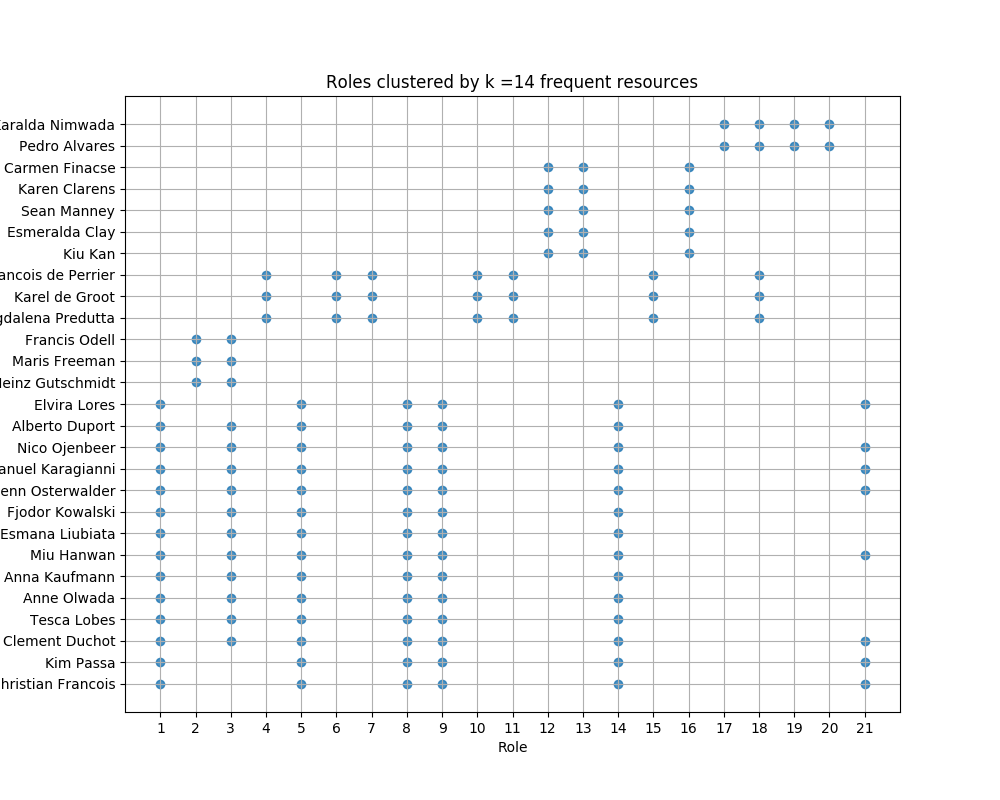 Roles clustered by k =14 frequent resources
Karalda Nimwada
Pedro Alvares
Carmen Finacse
Karen Clarens
Sean Manney
Esmeralda Clay
Kiu Kan
ancois de Perrier
Karel de Groot
gdalena Predutta
Francis Odell
Maris Freeman
Heinz Gutschmidt
Elvira Lores
Alberto Duport
Nico Ojenbeer
anuel Karagianni
enn Osterwalder
Fjodor Kowalski
Esmana Liubiata
Miu Hanwan
Anna Kaufmann
Anne Olwada
Tesca Lobes
Clement Duchot
Kim Passa
hristian Francois
1 2 3 4 5 6 7 8 9 10 11 12 13 14 15 16 17 18 19 20 21
Role